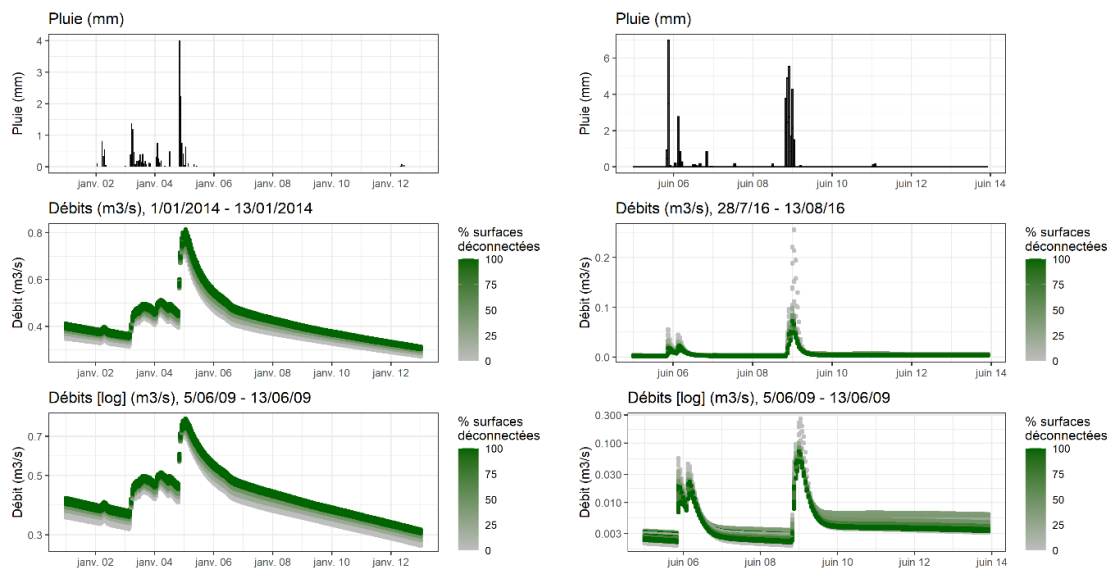 Pluie (mm)
Pluie (mm)
4
3
2
1
0
janv. 02 janv. 04 janv. 06 janv. 08 janv. 10 janv. 12
Débits (m3/s), 1/01/2014 - 13/01/2014
Débit (m3/s)
0.8
0.6
0.4
janv. 02 janv. 04 janv. 06 janv. 08 janv. 10 janv. 12
% surfaces
déconnectées
100
75
50
25
0
Débits [log] (m3/s), 5/06/09 - 13/06/09
Débit (m3/s)
0.7
0.5
0.3
janv. 02 janv. 04 janv. 06 janv. 08 janv. 10 janv. 12
% surfaces
déconnectées
100
75
50
25
0
Pluie (mm)
Pluie (mm)
6
4
2
0
juin 06 juin 08 juin 10 juin 12 juin 14
Débits (m3/s), 28/7/16 - 13/08/16
Débit (m3/s)
0.2
0.1
0.0
juin 06 juin 08 juin 10 juin 12 juin 14
% surfaces
déconnectées
100
75
50
25
0
Débits [log] (m3/s), 5/06/09 - 13/06/09
Débit (m3/s)
0.300
0.100
0.030
0.010
0.003
juin 06 juin 08 juin 10 juin 12 juin 14
% surfaces
déconnectées
100
75
50
25
0